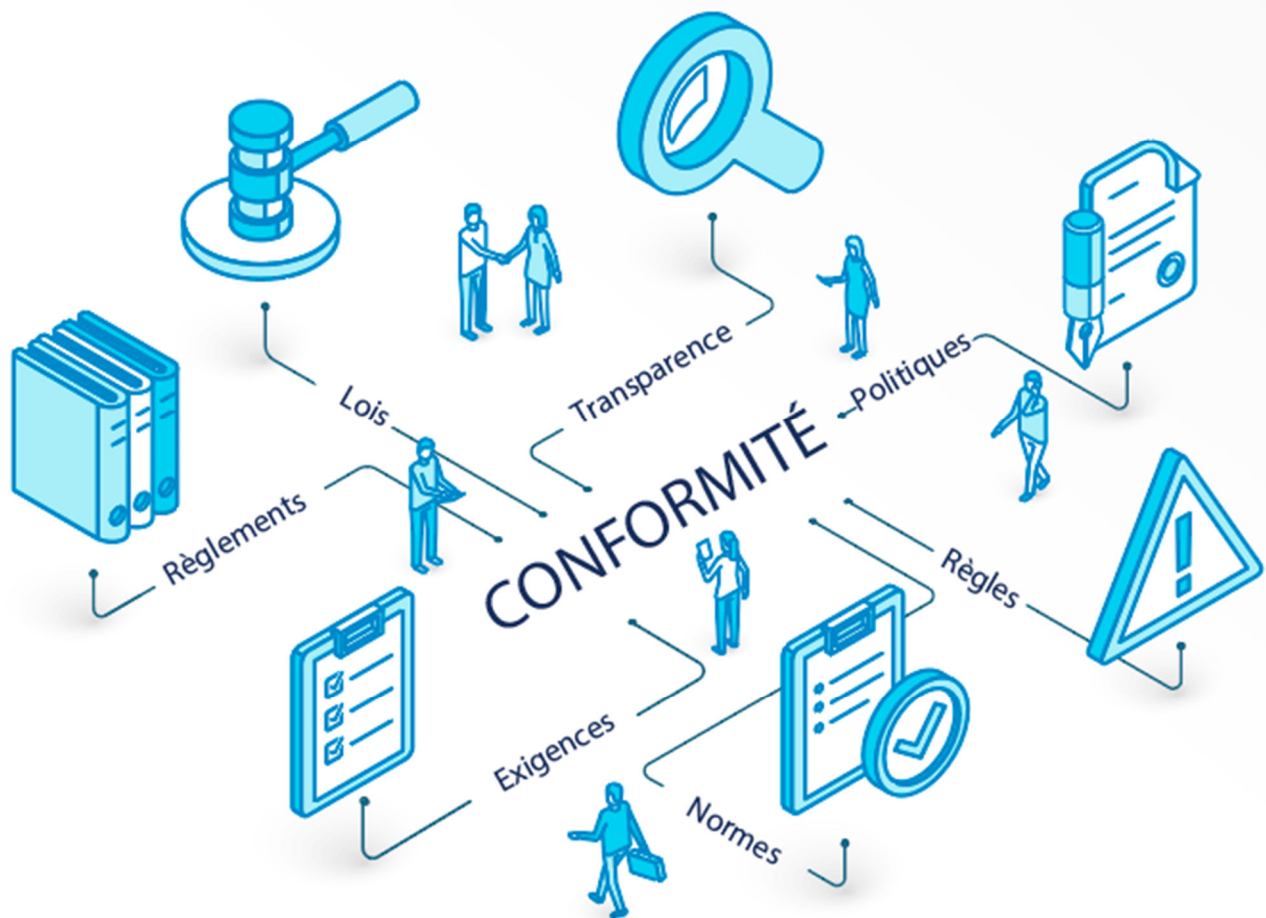 Lois
Transparence
Politiques
CONFORMITÉ
Règlements
Règles
Exigences
Normes